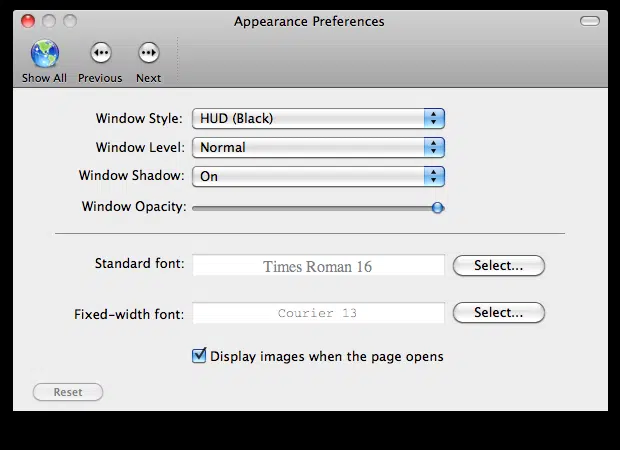 Appearance Preferences
Show All Previous Next
Window Style: HUD (Black)
Window Level: Normal
Window Shadow: On
Window Opacity:
Standard font: Times Roman 16 Select...
Fixed-width font: Courier 13 Select...
Display images when the page opens
Reset